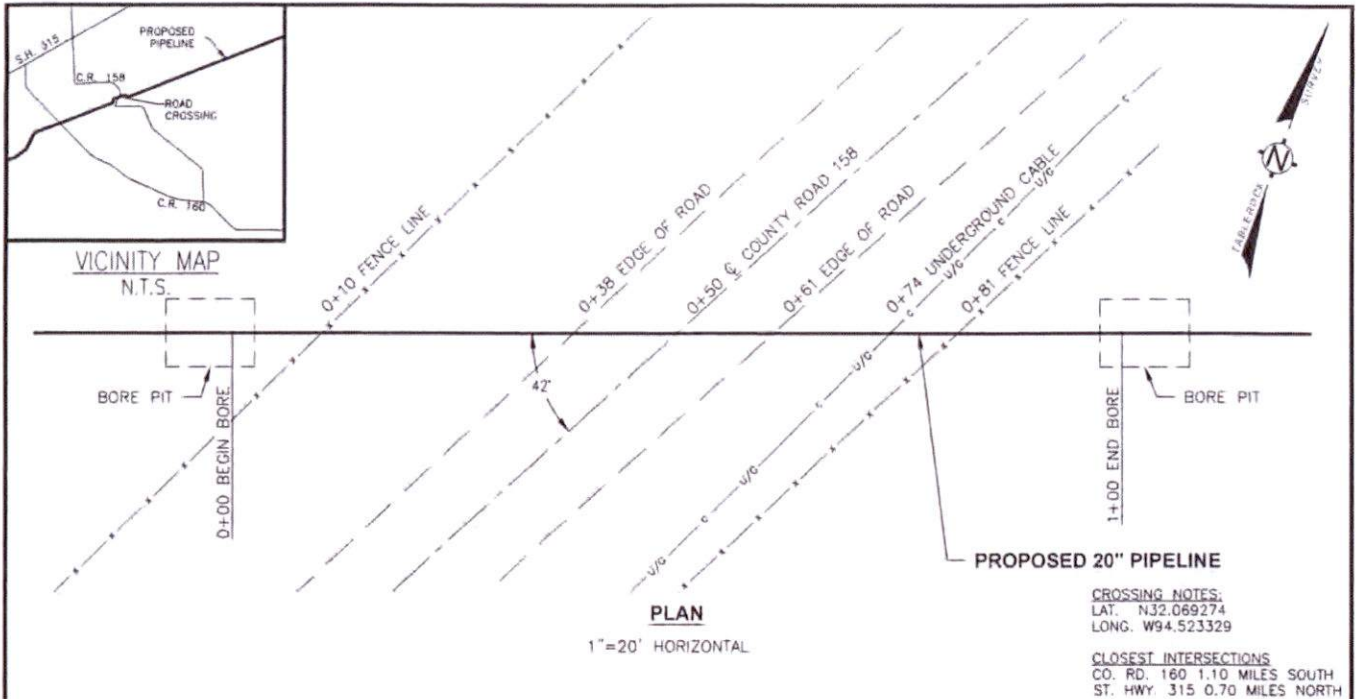 S.H. 315
PROPOSED
PIPELINE
C.R. 158
ROAD
CROSSING
C.R. 160
VICINITY MAP
N.T.S.
TABLEROCK
N
SURVEY
0+10 FENCE LINE
0+38 EDGE OF ROAD
0+50 ℄ COUNTY ROAD 158
0+61 EDGE OF ROAD
0+74 UNDERGROUND CABLE
0+81 FENCE LINE
C
U/C
U/C
C
U/C
C
U/C
C
U/C
BORE PIT
0+00 BEGIN BORE
42°
1+00 END BORE
BORE PIT
PROPOSED 20" PIPELINE
PLAN
1"=20' HORIZONTAL
CROSSING NOTES:
LAT. N32.069274
LONG. W94.523329
CLOSEST INTERSECTIONS
CO. RD. 160 1.10 MILES SOUTH
ST. HWY. 315 0.70 MILES NORTH